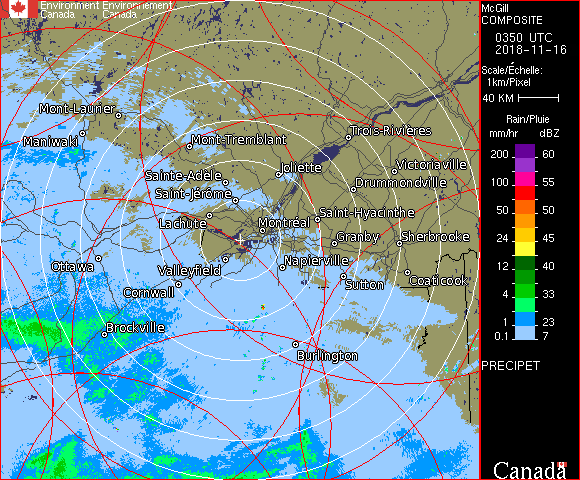 Environment Environnement
Canada Canada
McGill
COMPOSITE
0350 UTC
2018-11-16
Scale/Échelle:
1km/Pixel
40 KM
Rain/Pluie
mm/hr dBZ
200 60
100 55
50 50
24 45
12 40
4 33
1 23
0.1 7
PRECIPET
Canada
Mont-Laurier
Maniwaki
Mont-Tremblant
Trois-Rivières
Sainte-Adèle
Joliette
Victoriaville
Saint-Jérôme
Drummondville
Lachute
Montréal
Saint-Hyacinthe
Granby
Sherbrooke
Ottawa
Valleyfield
Napierville
Cornwall
Sutton
Coaticook
Brockville
Burlington